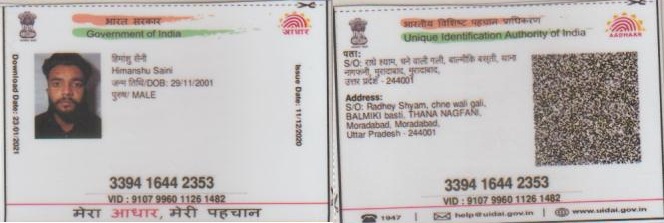 भारत सरकार
Government of India
आधार
हिमांशु सैनी
Himanshu Saini
जन्म तिथि/DOB: 29/11/2001
पुरुष/ MALE
Download Date: 23-01-2021
Issue Date: 11/12/2020
3394 1644 2353
VID : 9107 9960 1126 1482
मेरा आधार, मेरी पहचान
भारतीय विशिष्ट पहचान प्राधिकरण
Unique Identification Authority of India
AADHAAR
पता:
S/O: राधे श्याम, चने वाली गली, बाल्मीकि बस्ती, थाना
नागफनी, मुरादाबाद, मुरादाबाद,
उत्तर प्रदेश - 244001
Address:
S/O: Radhey Shyam, chne wali gali,
BALMIKI basti, THANA NAGFANI,
Moradabad, Moradabad,
Uttar Pradesh - 244001
3394 1644 2353
VID : 9107 9960 1126 1482
1947 | help@uidai.gov.in | www.uidai.gov.in